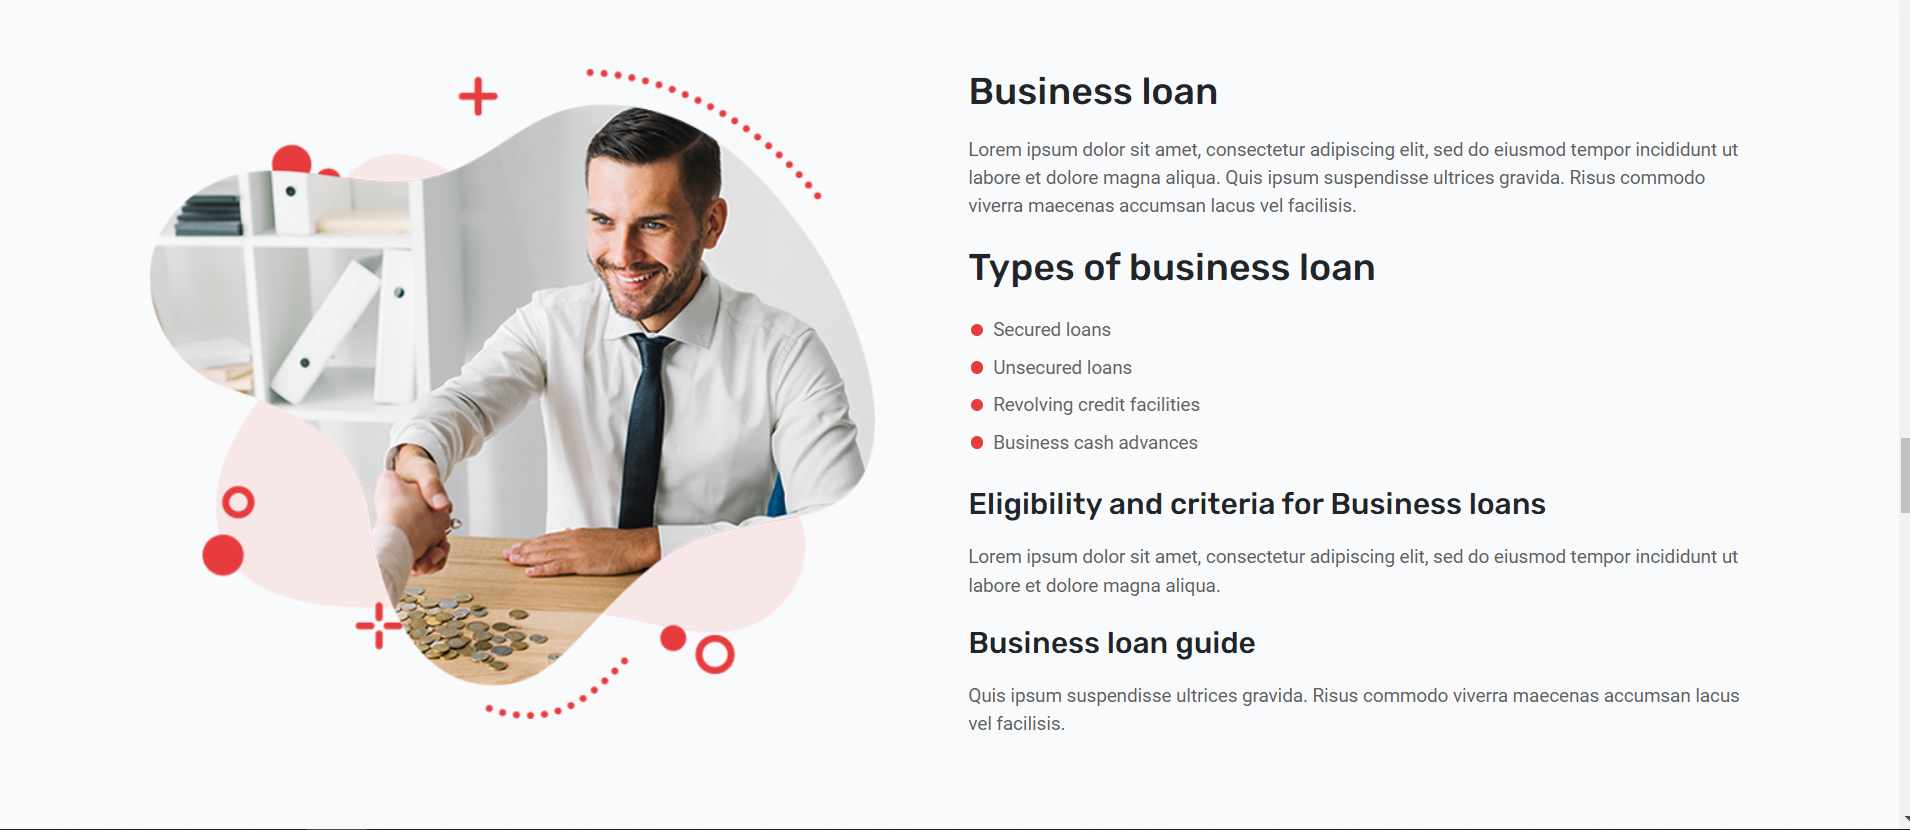 Business loan
Lorem ipsum dolor sit amet, consectetur adipiscing elit, sed do eiusmod tempor incididunt ut
labore et dolore magna aliqua. Quis ipsum suspendisse ultrices gravida. Risus commodo
viverra maecenas accumsan lacus vel facilisis.
Types of business loan
Secured loans
Unsecured loans
Revolving credit facilities
Business cash advances
Eligibility and criteria for Business loans
Lorem ipsum dolor sit amet, consectetur adipiscing elit, sed do eiusmod tempor incididunt ut
labore et dolore magna aliqua.
Business loan guide
Quis ipsum suspendisse ultrices gravida. Risus commodo viverra maecenas accumsan lacus
vel facilisis.